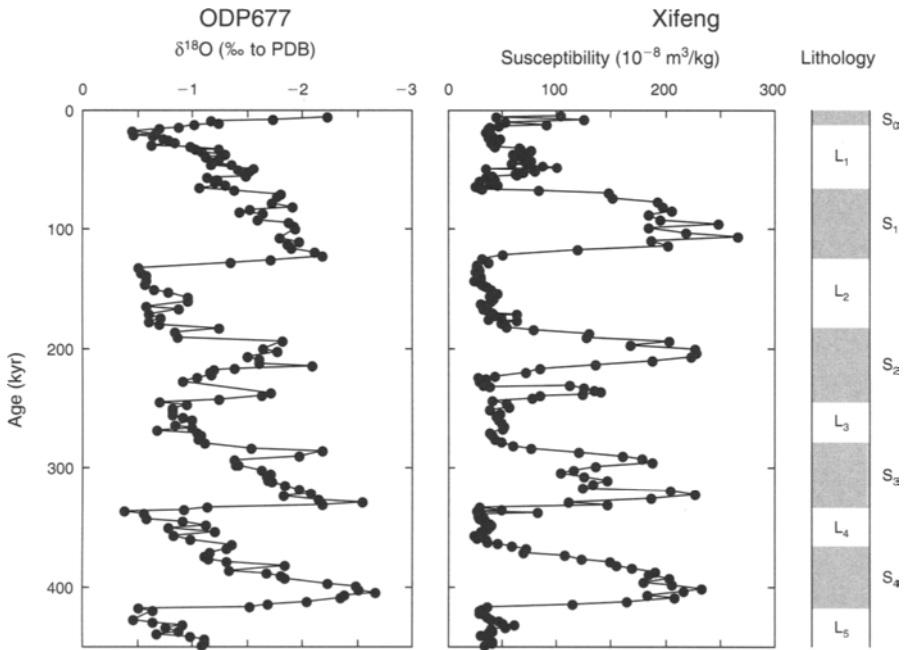 ODP677
δ¹⁸O (‰ to PDB)
0 −1 −2 −3
Xifeng
Susceptibility (10⁻⁸ m³/kg)
0 100 200 300
Lithology
Age (kyr)
0
100
200
300
400
S₀
L₁
S₁
L₂
S₂
L₃
S₃
L₄
S₄
L₅